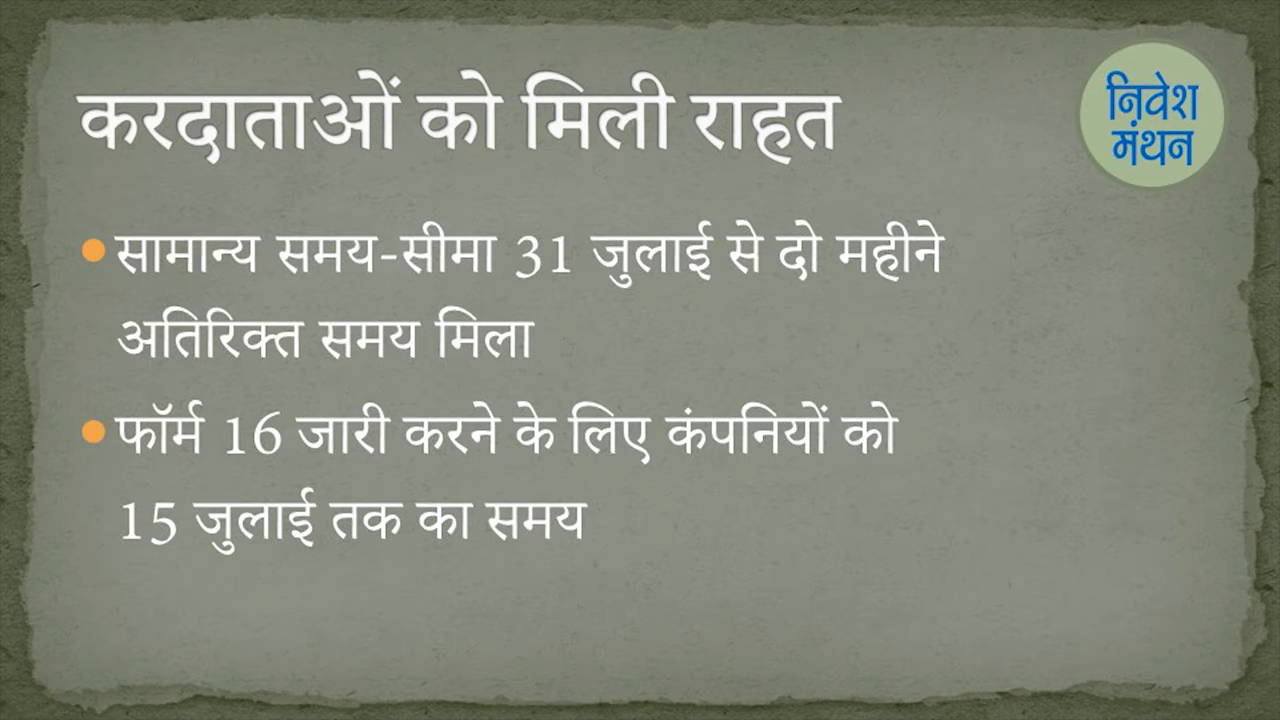 करदाताओं को मिली राहत
निवेश
मंथन
सामान्य समय-सीमा 31 जुलाई से दो महीने
अतिरिक्त समय मिला
फॉर्म 16 जारी करने के लिए कंपनियों को
15 जुलाई तक का समय